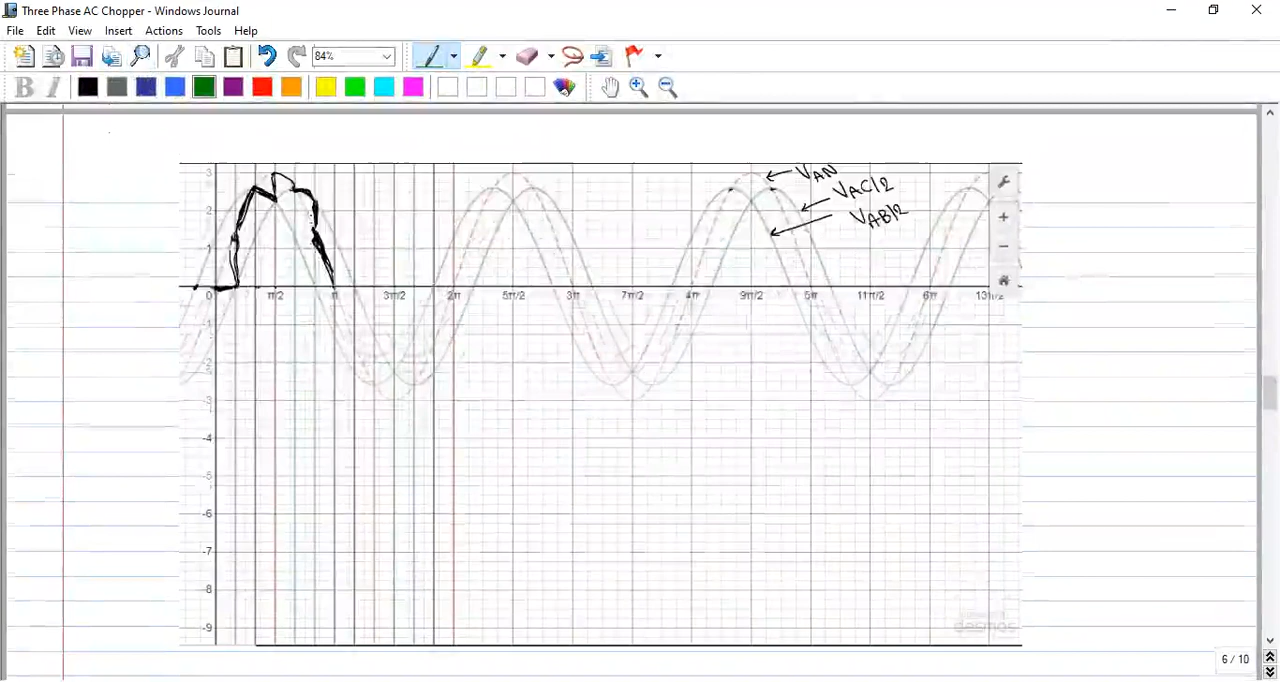 Three Phase AC Chopper - Windows Journal
File Edit View Insert Actions Tools Help
84%
B I
3 2 1 -1 -2 -3 -4 -5 -6 -7 -8 -9
VAN
VAC/2
VAB/2
0 π/2 π 3π/2 2π 5π/2 3π 7π/2 4π 9π/2 5π 11π/2 6π 13π/2
desmos
6 / 10